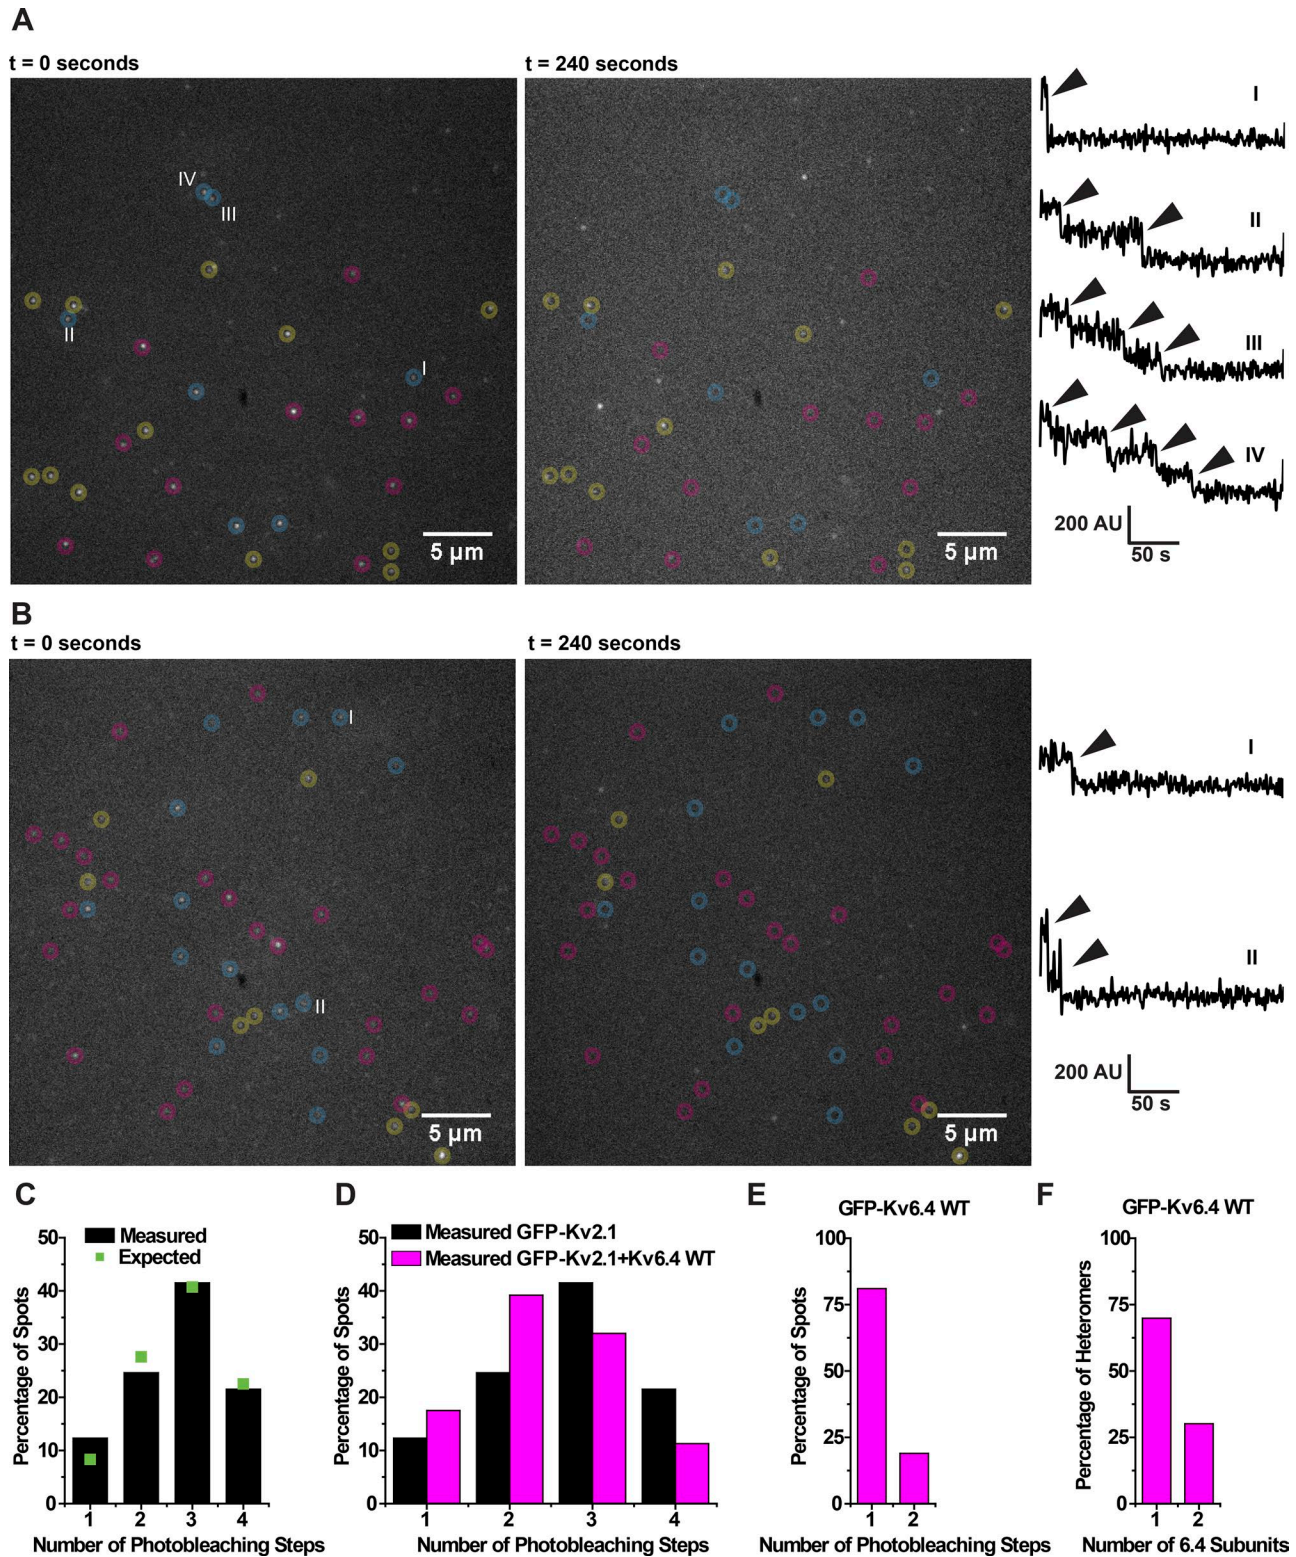 A
t = 0 seconds
t = 240 seconds
I
IV
III
II
II
I
III
IV
5 µm
5 µm
200 AU
50 s
B
t = 0 seconds
t = 240 seconds
I
I
II
II
200 AU
50 s
5 µm
5 µm
C
D
E
F
Measured
Expected
50
40
30
20
10
0
1 2 3 4
Percentage of Spots
Number of Photobleaching Steps
Measured GFP-Kv2.1
Measured GFP-Kv2.1+Kv6.4 WT
50
40
30
20
10
0
1 2 3 4
Percentage of Spots
Number of Photobleaching Steps
GFP-Kv6.4 WT
100
75
50
25
0
1 2
Percentage of Spots
Number of Photobleaching Steps
GFP-Kv6.4 WT
100
75
50
25
0
1 2
Percentage of Heteromers
Number of 6.4 Subunits